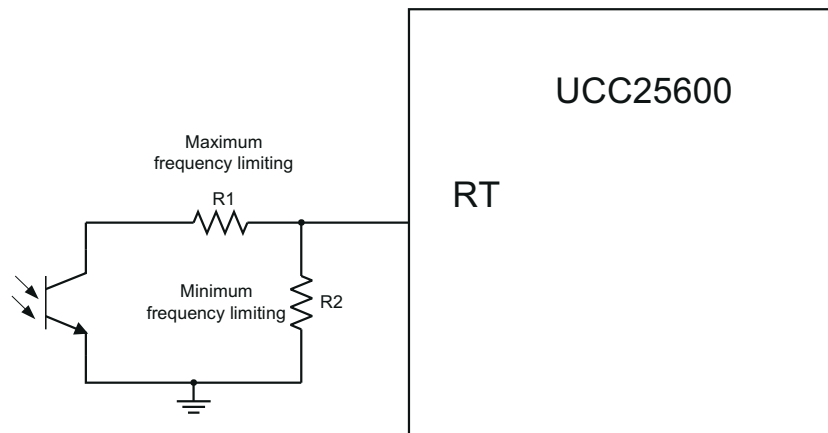 UCC25600
Maximum
frequency limiting
R1
RT
Minimum
frequency limiting
R2